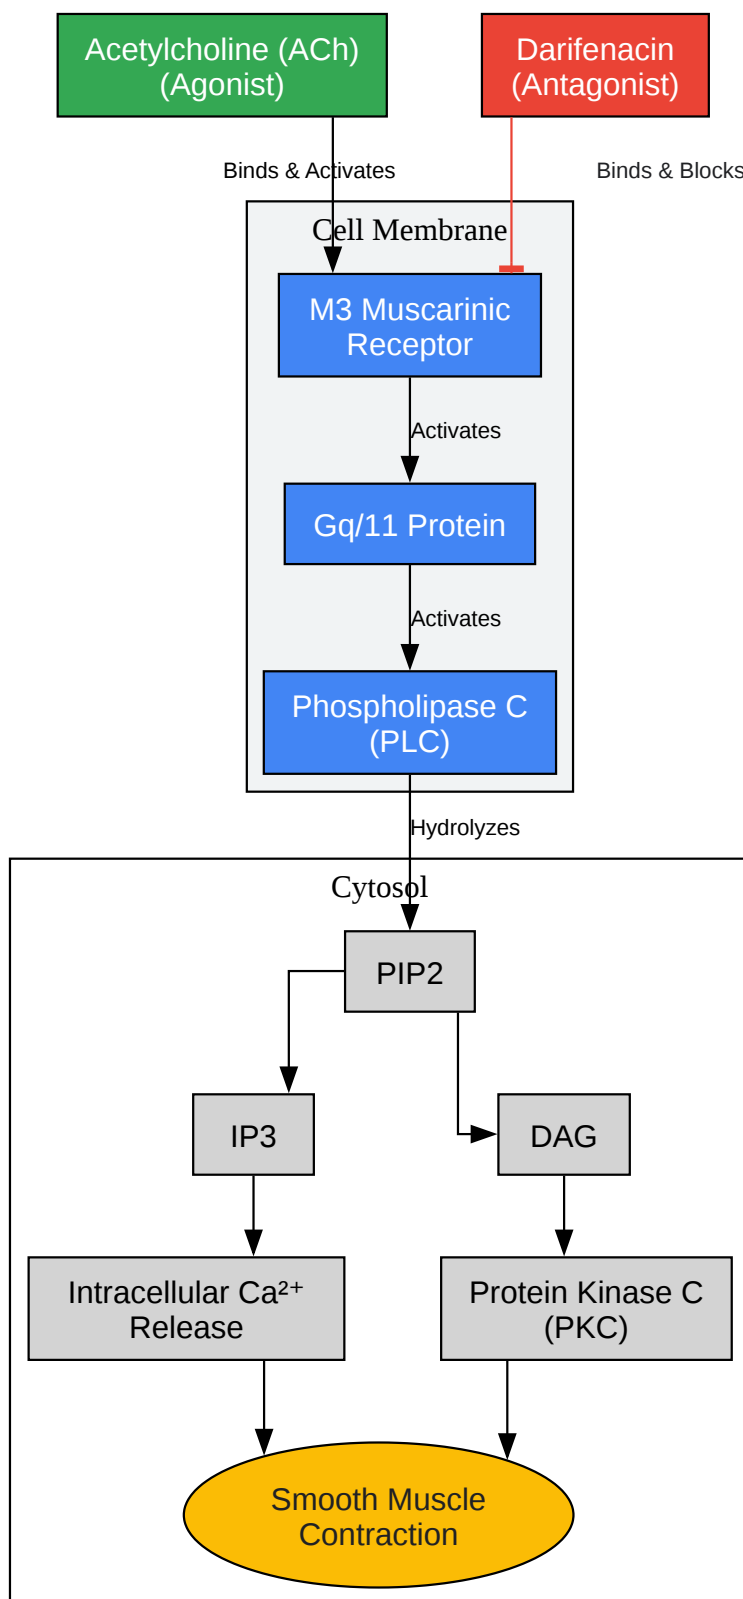 Acetylcholine (ACh)
(Agonist)
Darifenacin
(Antagonist)
Binds & Activates
Binds & Blocks
Cell Membrane
M3 Muscarinic
Receptor
Activates
Gq/11 Protein
Activates
Phospholipase C
(PLC)
Hydrolyzes
Cytosol
PIP2
IP3
DAG
Intracellular Ca²⁺
Release
Protein Kinase C
(PKC)
Smooth Muscle
Contraction